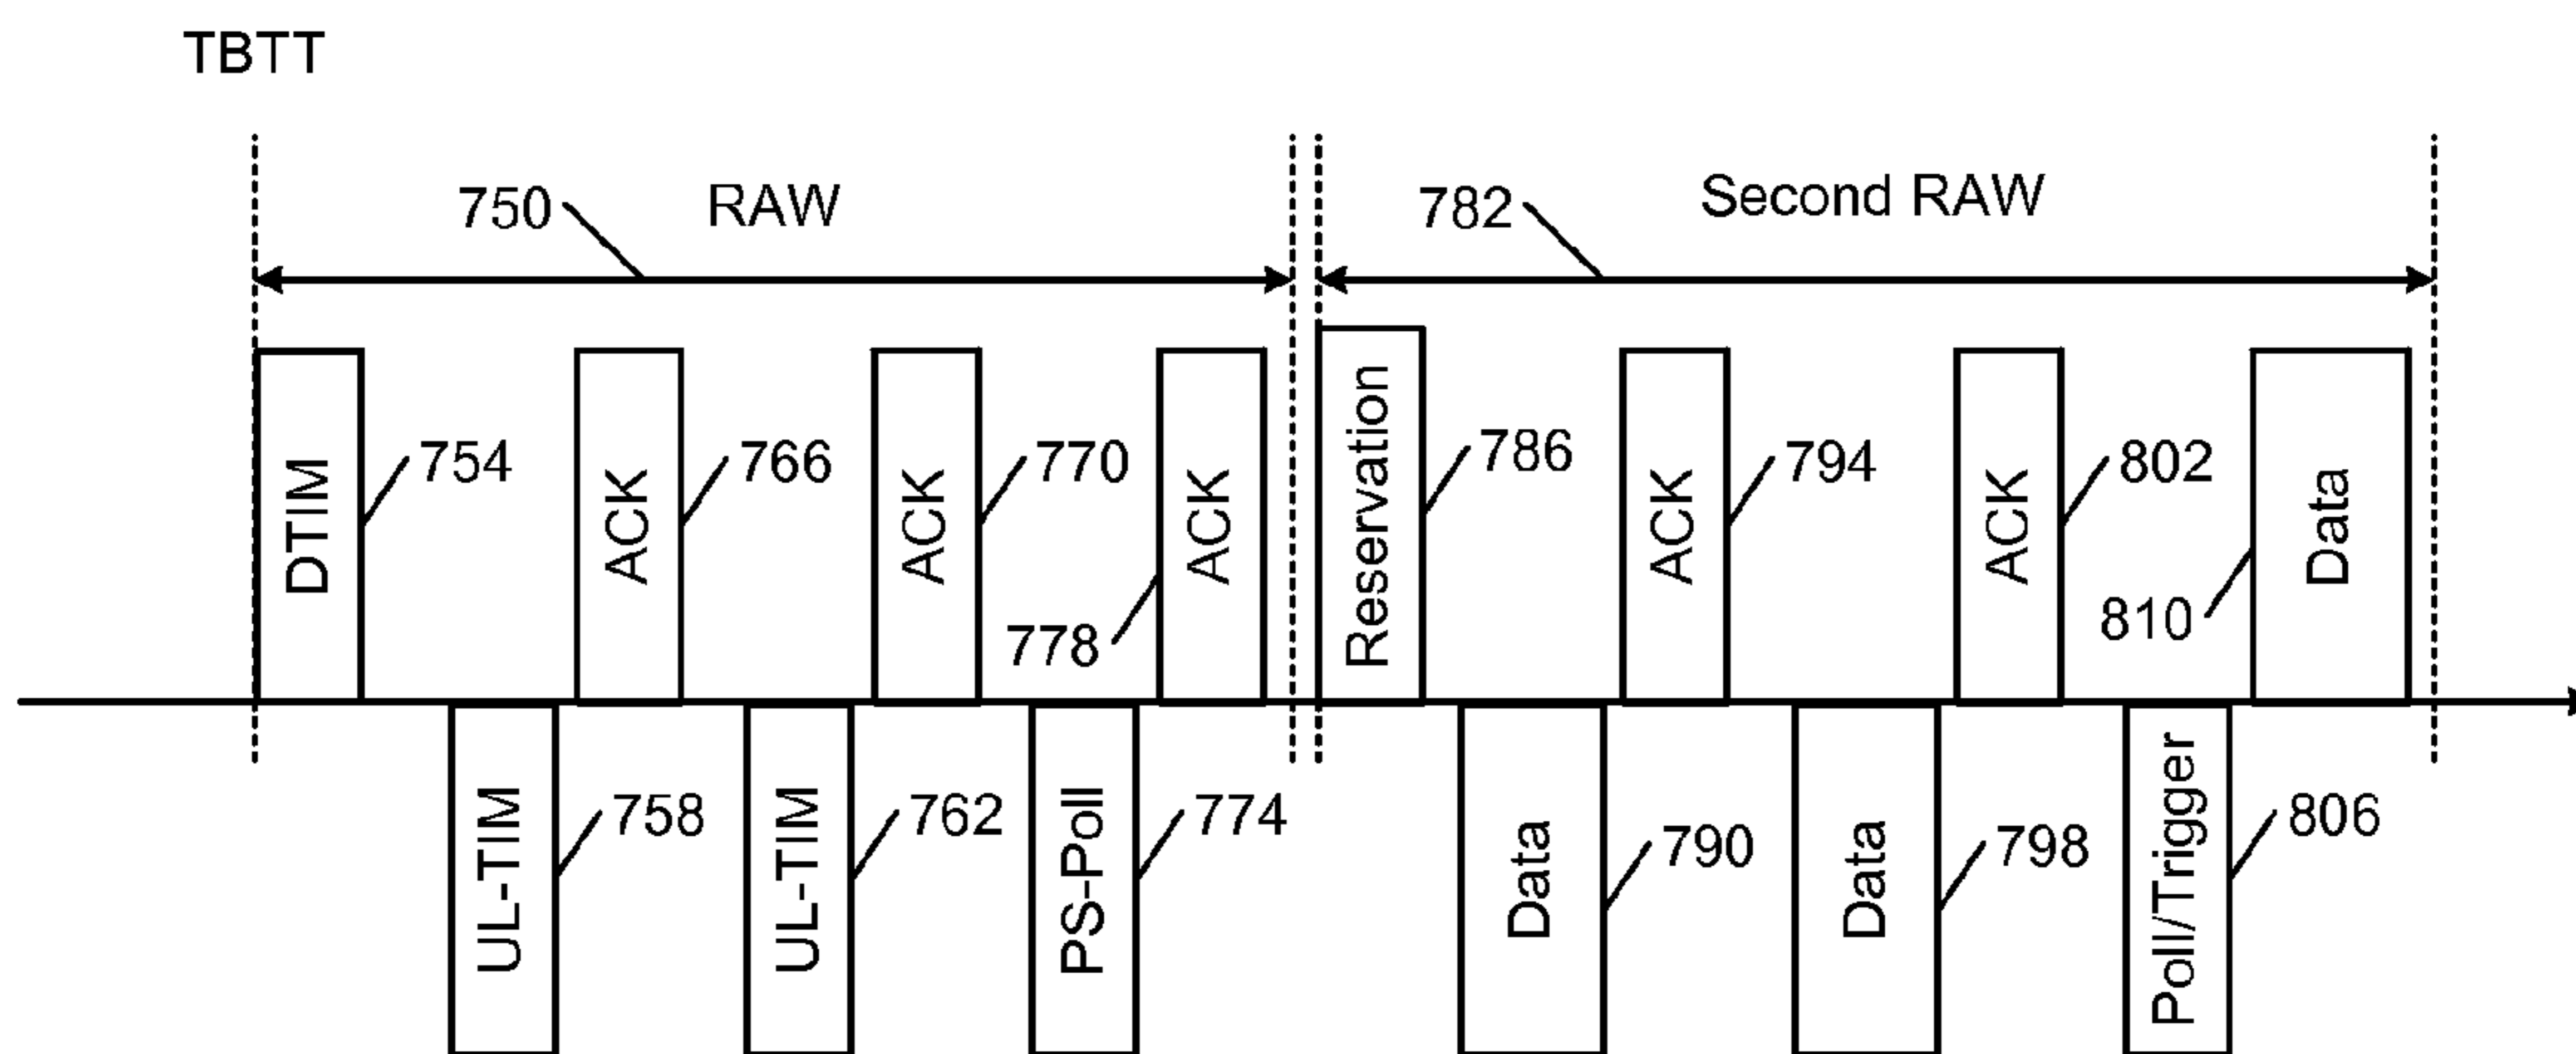 TBTT
750
RAW
782
Second RAW
DTIM
754
ACK
766
ACK
770
ACK
778
Reservation
786
ACK
794
ACK
802
Data
810
UL-TIM
758
UL-TIM
762
PS-Poll
774
Data
790
Data
798
Poll/Trigger
806